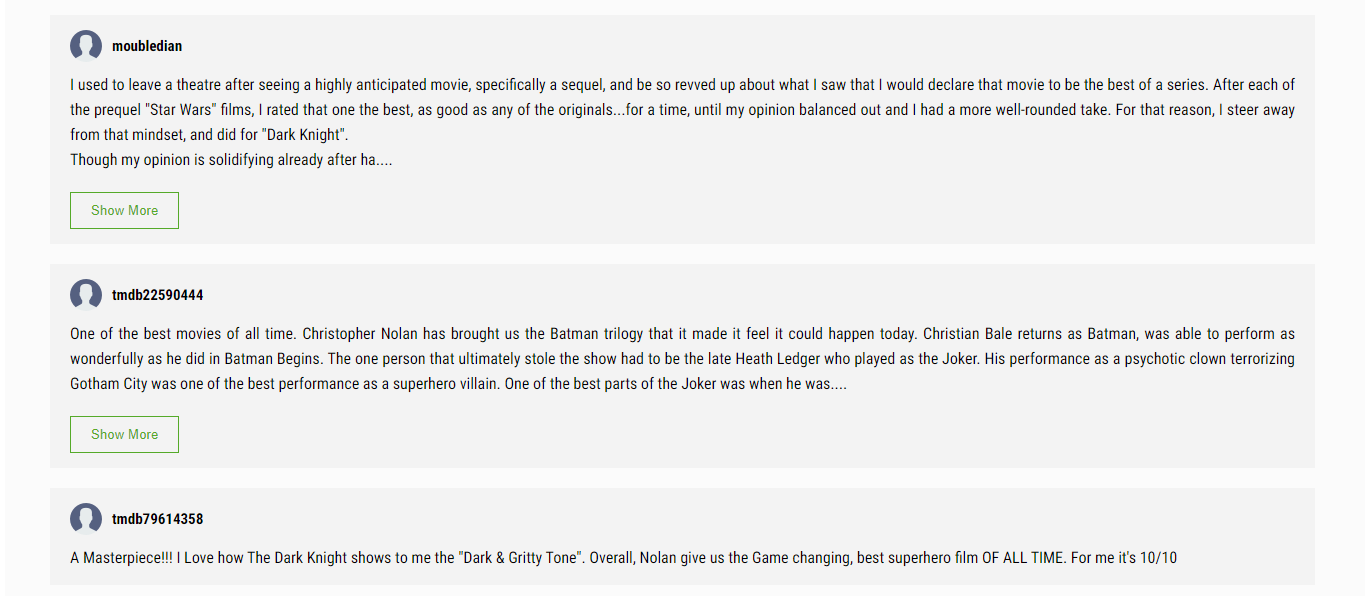 moubledian
I used to leave a theatre after seeing a highly anticipated movie, specifically a sequel, and be so revved up about what I saw that I would declare that movie to be the best of a series. After each of
the prequel "Star Wars" films, I rated that one the best, as good as any of the originals...for a time, until my opinion balanced out and I had a more well-rounded take. For that reason, I steer away
from that mindset, and did for "Dark Knight".
Though my opinion is solidifying already after ha....
Show More
tmdb22590444
One of the best movies of all time. Christopher Nolan has brought us the Batman trilogy that it made it feel it could happen today. Christian Bale returns as Batman, was able to perform as
wonderfully as he did in Batman Begins. The one person that ultimately stole the show had to be the late Heath Ledger who played as the Joker. His performance as a psychotic clown terrorizing
Gotham City was one of the best performance as a superhero villain. One of the best parts of the Joker was when he was....
Show More
tmdb79614358
A Masterpiece!!! I Love how The Dark Knight shows to me the "Dark & Gritty Tone". Overall, Nolan give us the Game changing, best superhero film OF ALL TIME. For me it's 10/10